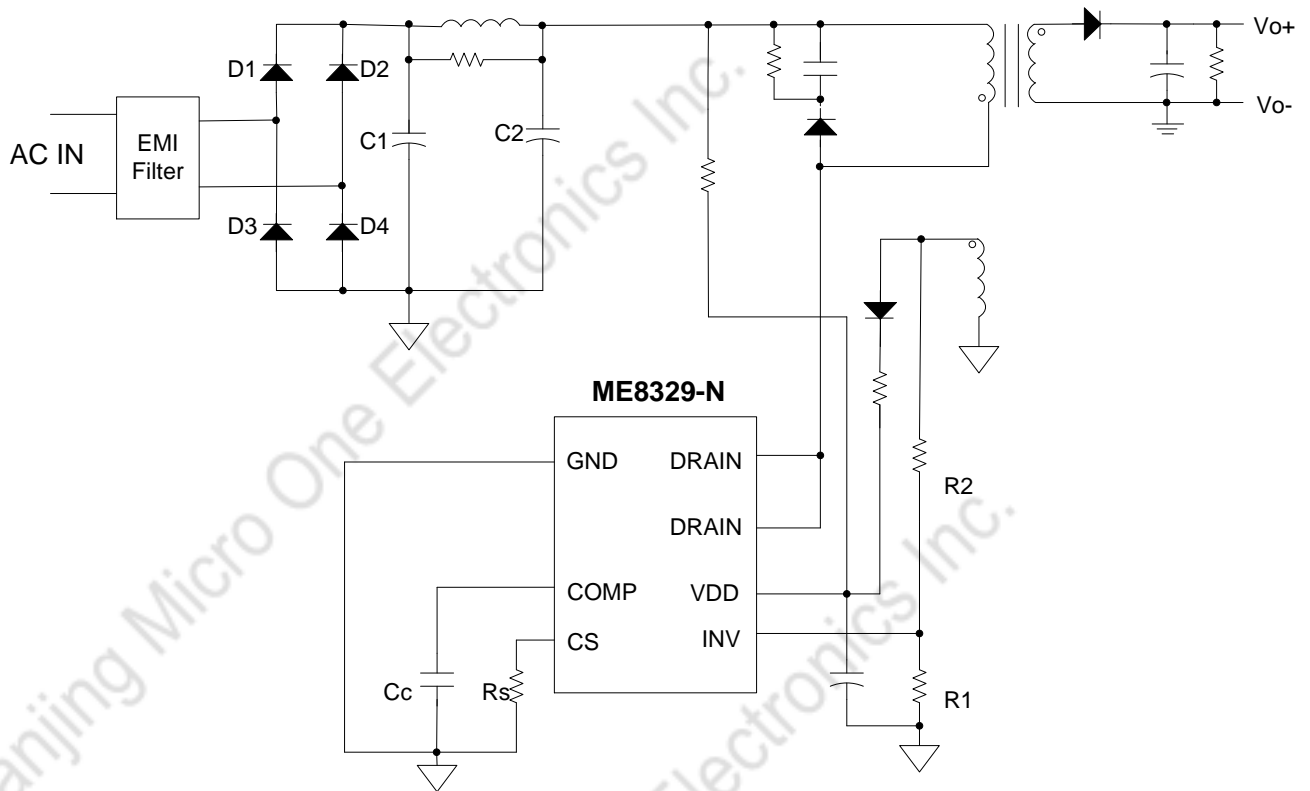 Vo+
D1
D2
AC IN
EMI
Filter
C1
C2
Vo-
D3
D4
ME8329-N
GND
DRAIN
R2
DRAIN
COMP
VDD
CS
INV
Cc
Rs
R1
anjing Micro One Electronics Inc.
Electronics Inc.